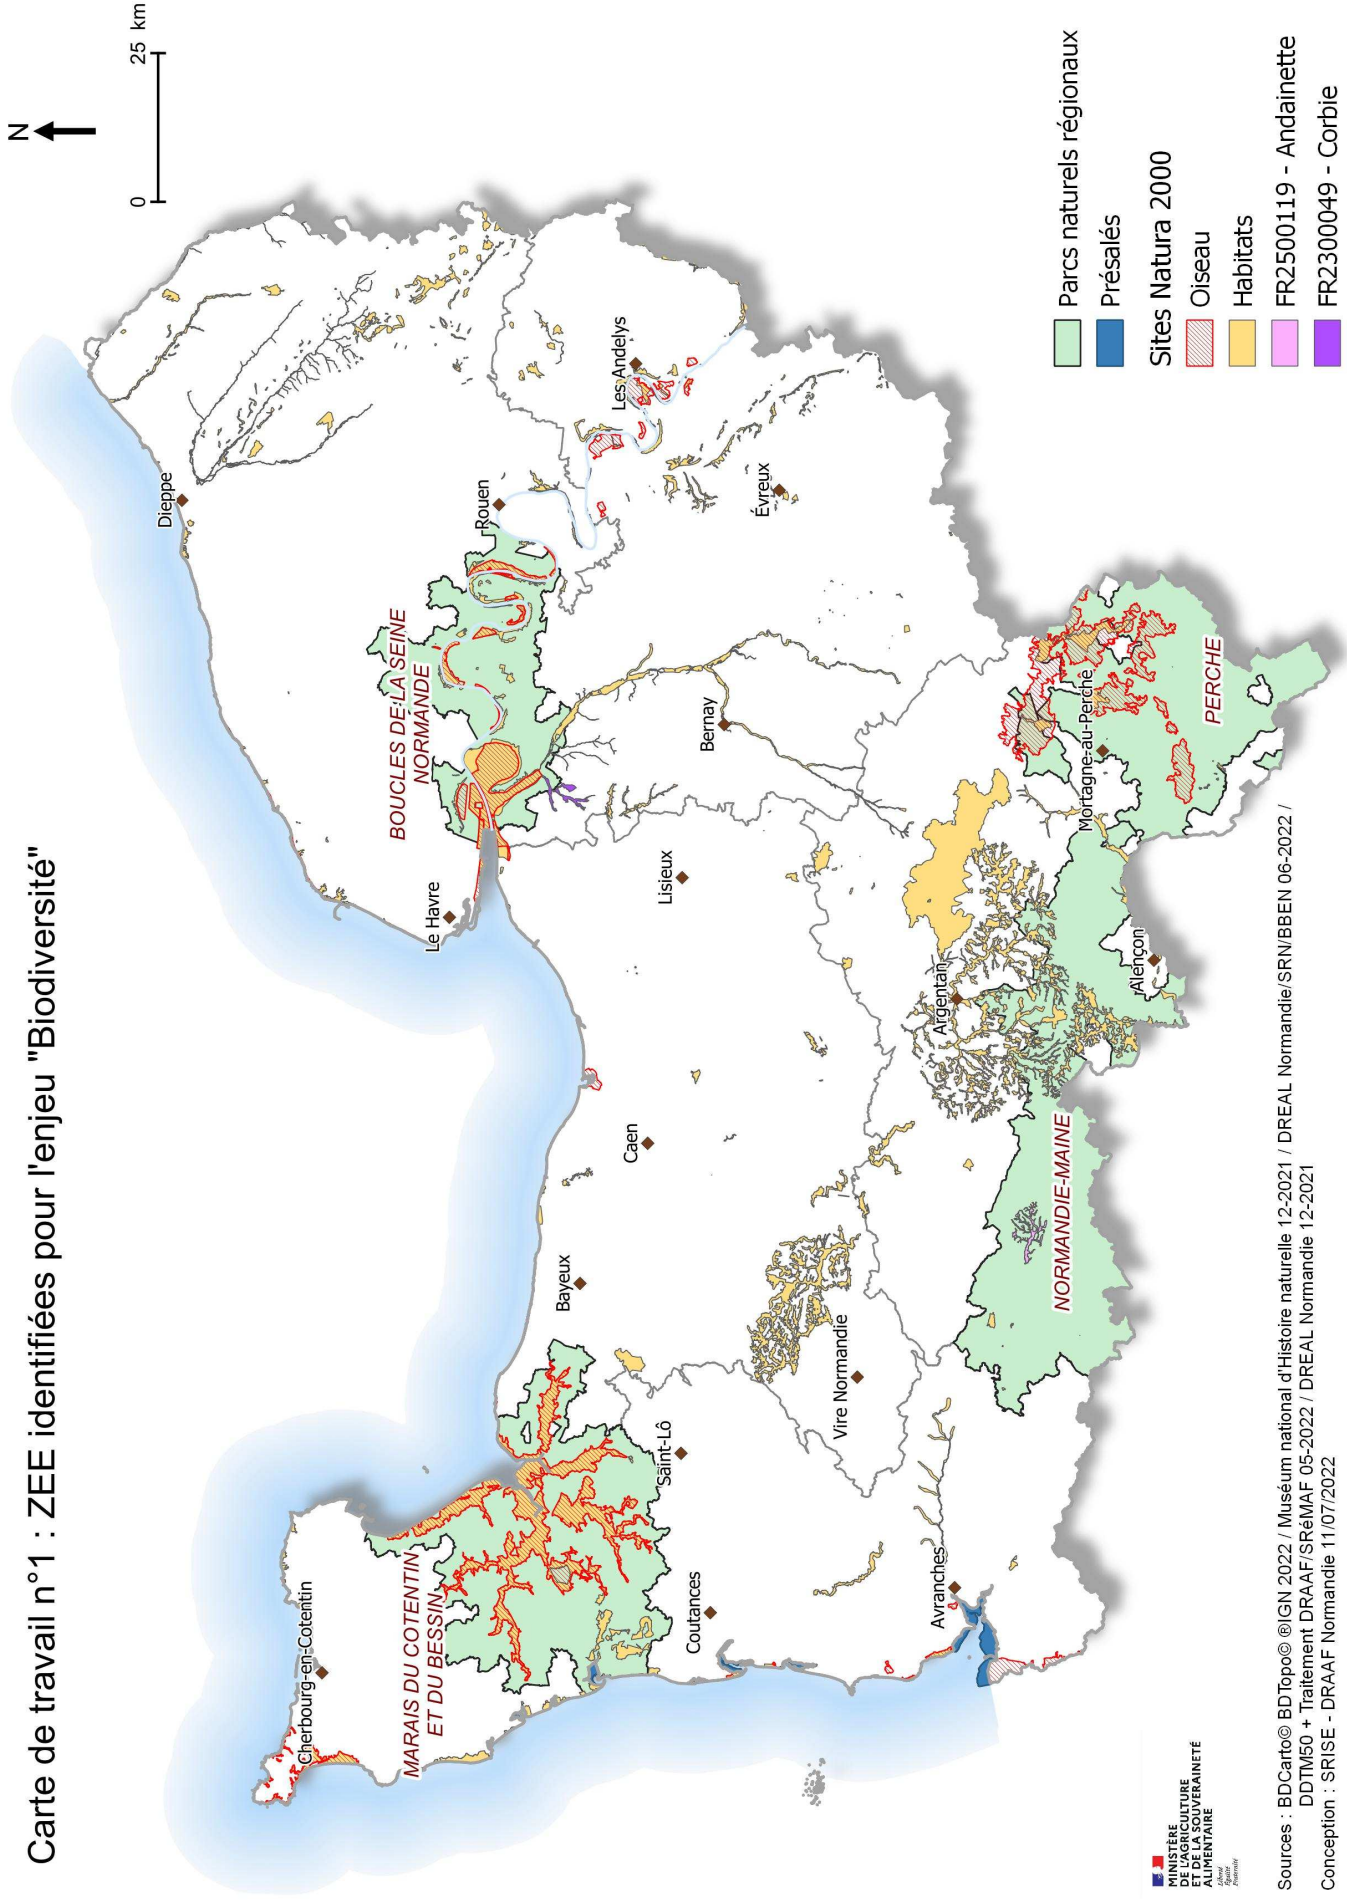 Carte de travail n°1 : ZEE identifiées pour l'enjeu "Biodiversité"
N
0 25 km
Dieppe
Cherbourg-en-Cotentin
Le Havre
BOUCLES DE LA SEINE
NORMANDE
Rouen
MARAIS DU COTENTIN
ET DU BESSIN
Les Andelys
Bayeux
Caen
Lisieux
Saint-Lô
Bernay
Évreux
Coutances
Vire Normandie
Avranches
Argentan
NORMANDIE-MAINE
Mortagne-au-Perche
Alençon
PERCHE
Parcs naturels régionaux
Présalés
Sites Natura 2000
Oiseau
Habitats
FR2500119 - Andainette
FR2300049 - Corbie
MINISTÈRE
DE L'AGRICULTURE
ET DE LA SOUVERAINETÉ
ALIMENTAIRE
Liberté
Égalité
Fraternité
Sources : BDCarto© BDTopo© ®IGN 2022 / Muséum national d'Histoire naturelle 12-2021 / DREAL Normandie/SRN/BBEN 06-2022 /
DDTM50 + Traitement DRAAF/SRéMAF 05-2022 / DREAL Normandie 12-2021
Conception : SRISE - DRAAF Normandie 11/07/2022